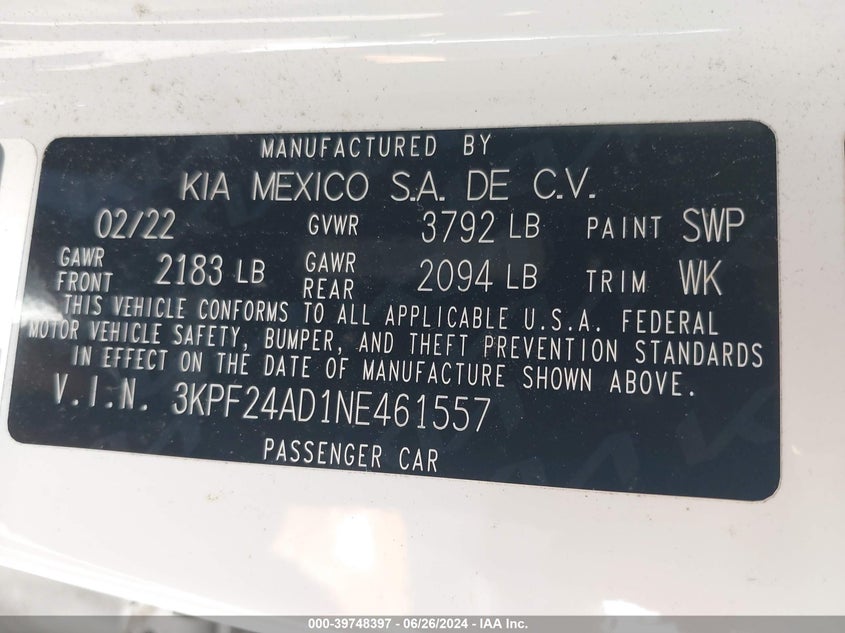 MANUFACTURED BY
KIA MEXICO S.A. DE C.V.
02/22 GVWR 3792 LB PAINT SWP
GAWR FRONT 2183 LB GAWR REAR 2094 LB TRIM WK
THIS VEHICLE CONFORMS TO ALL APPLICABLE U.S.A. FEDERAL
MOTOR VEHICLE SAFETY, BUMPER, AND THEFT PREVENTION STANDARDS
IN EFFECT ON THE DATE OF MANUFACTURE SHOWN ABOVE.
V.I.N. 3KPF24AD1NE461557
PASSENGER CAR
000-39748397 - 06/26/2024 - IAA Inc.